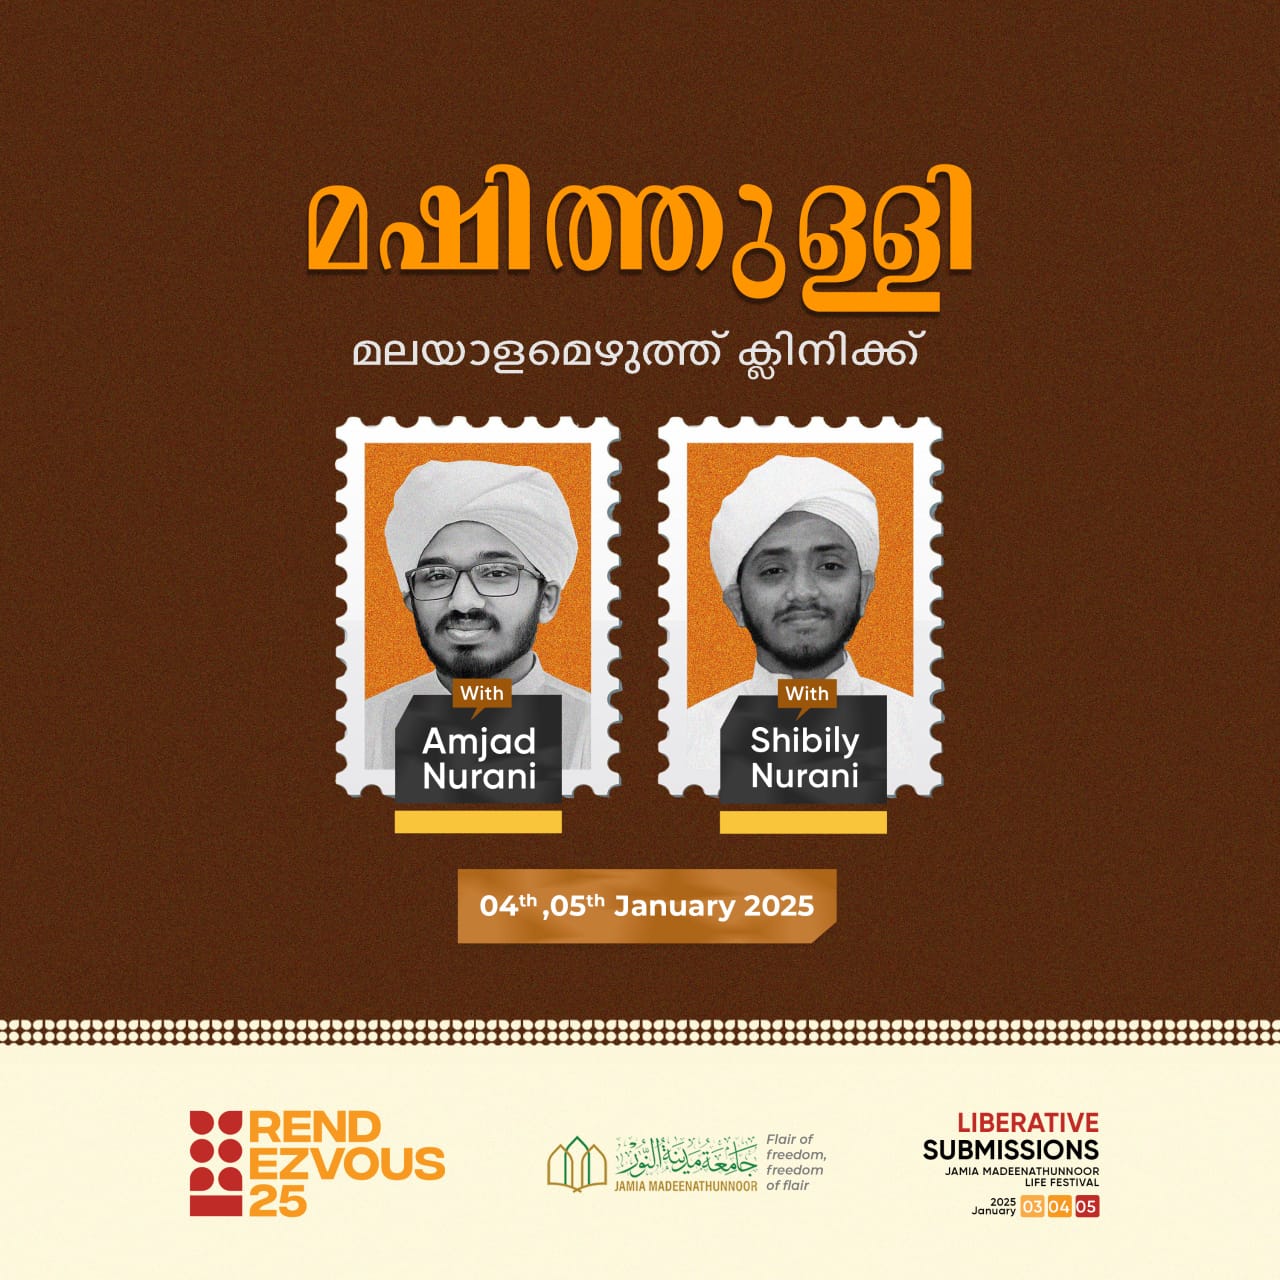 മഷിത്തുള്ളി
മലയാളമെഴുത്ത് ക്ലിനിക്ക്
With
Amjad
Nurani
With
Shibily
Nurani
04th ,05th January 2025
REND
EZVOUS
25
جامعة مدينة النور
JAMIA MADEENATHUNNOOR
Flair of
freedom,
freedom
of flair
LIBERATIVE
SUBMISSIONS
JAMIA MADEENATHUNNOOR
LIFE FESTIVAL
2025
January 03 04 05